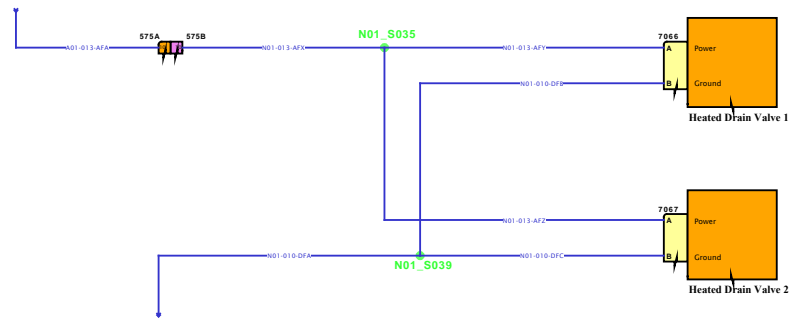 575A 575B
N01_S035
7066
A01-013-AFA
N01-013-AFX
N01-013-AFY
A Power
N01-010-DFB
B Ground
Heated Drain Valve 1
7067
N01-013-AFZ
A Power
N01-010-DFA
N01-010-DFC
B Ground
N01_S039
Heated Drain Valve 2